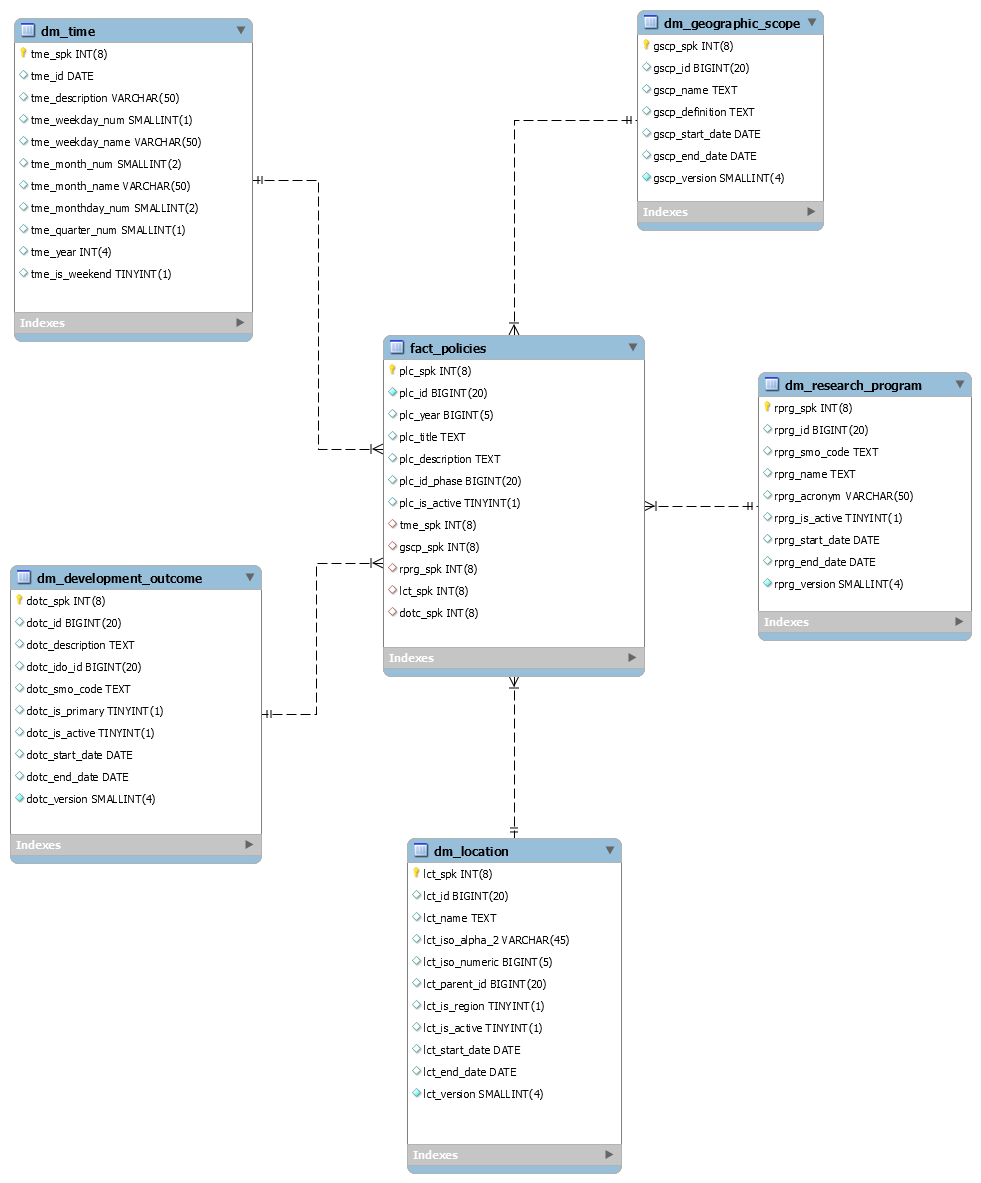 dm_time
tme_spk INT(8)
tme_id DATE
tme_description VARCHAR(50)
tme_weekday_num SMALLINT(1)
tme_weekday_name VARCHAR(50)
tme_month_num SMALLINT(2)
tme_month_name VARCHAR(50)
tme_monthday_num SMALLINT(2)
tme_quarter_num SMALLINT(1)
tme_year INT(4)
tme_is_weekend TINYINT(1)
Indexes
dm_geographic_scope
gscp_spk INT(8)
gscp_id BIGINT(20)
gscp_name TEXT
gscp_definition TEXT
gscp_start_date DATE
gscp_end_date DATE
gscp_version SMALLINT(4)
Indexes
fact_policies
plc_spk INT(8)
plc_id BIGINT(20)
plc_year BIGINT(5)
plc_title TEXT
plc_description TEXT
plc_id_phase BIGINT(20)
plc_is_active TINYINT(1)
tme_spk INT(8)
gscp_spk INT(8)
rprg_spk INT(8)
lct_spk INT(8)
dotc_spk INT(8)
Indexes
dm_research_program
rprg_spk INT(8)
rprg_id BIGINT(20)
rprg_smo_code TEXT
rprg_name TEXT
rprg_acronym VARCHAR(50)
rprg_is_active TINYINT(1)
rprg_start_date DATE
rprg_end_date DATE
rprg_version SMALLINT(4)
Indexes
dm_development_outcome
dotc_spk INT(8)
dotc_id BIGINT(20)
dotc_description TEXT
dotc_ido_id BIGINT(20)
dotc_smo_code TEXT
dotc_is_primary TINYINT(1)
dotc_is_active TINYINT(1)
dotc_start_date DATE
dotc_end_date DATE
dotc_version SMALLINT(4)
Indexes
dm_location
lct_spk INT(8)
lct_id BIGINT(20)
lct_name TEXT
lct_iso_alpha_2 VARCHAR(45)
lct_iso_numeric BIGINT(5)
lct_parent_id BIGINT(20)
lct_is_region TINYINT(1)
lct_is_active TINYINT(1)
lct_start_date DATE
lct_end_date DATE
lct_version SMALLINT(4)
Indexes